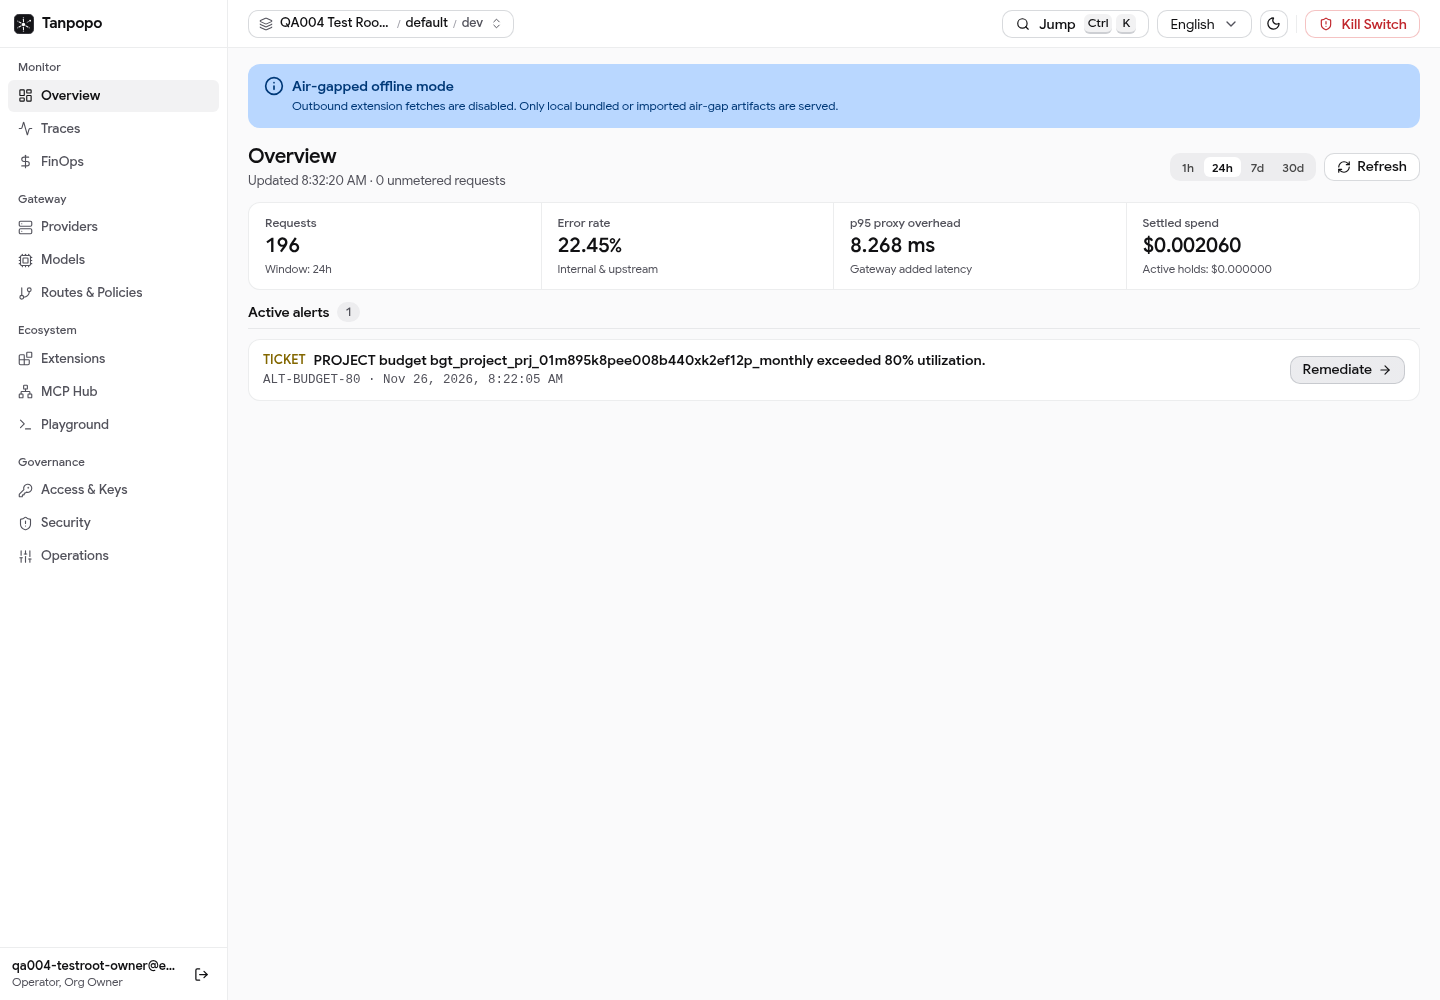 Tanpopo
QA004 Test Roo... / default / dev
Jump Ctrl K
English
Kill Switch
Monitor
Overview
Traces
FinOps
Gateway
Providers
Models
Routes & Policies
Ecosystem
Extensions
MCP Hub
Playground
Governance
Access & Keys
Security
Operations
qa004-testroot-owner@e...
Operator, Org Owner
Air-gapped offline mode
Outbound extension fetches are disabled. Only local bundled or imported air-gap artifacts are served.
Overview
Updated 8:32:20 AM · 0 unmetered requests
1h 24h 7d 30d
Refresh
Requests
196
Window: 24h
Error rate
22.45%
Internal & upstream
p95 proxy overhead
8.268 ms
Gateway added latency
Settled spend
$0.002060
Active holds: $0.000000
Active alerts 1
TICKET PROJECT budget bgt_project_prj_01m895k8pee008b440xk2ef12p_monthly exceeded 80% utilization.
ALT-BUDGET-80 · Nov 26, 2026, 8:22:05 AM
Remediate